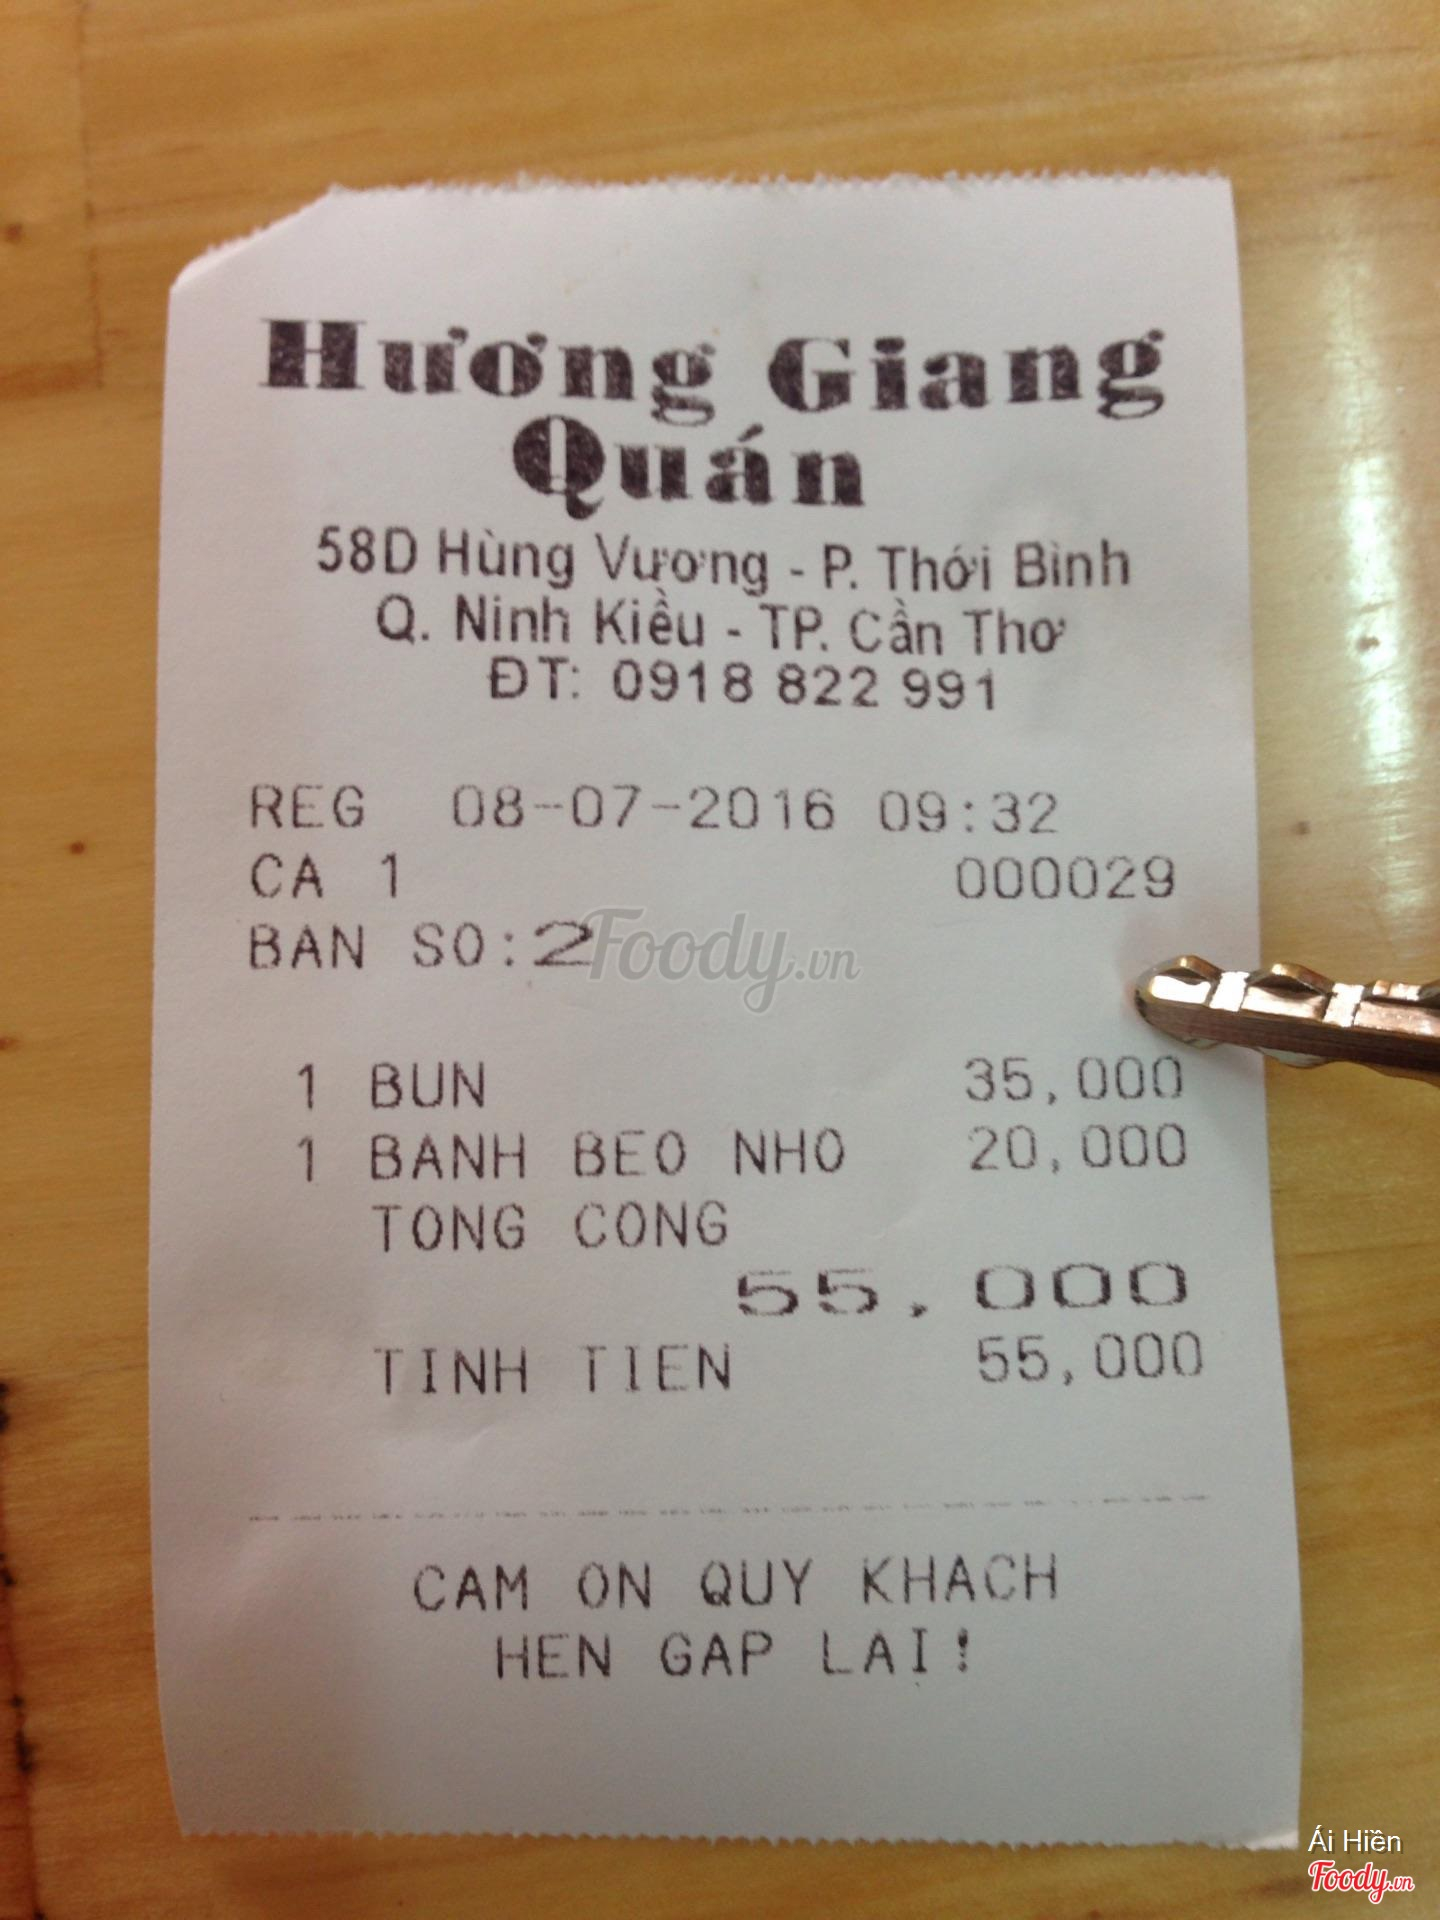 Hương Giang
Quán
58D Hùng Vương - P. Thới Bình
Q. Ninh Kiều - TP. Cần Thơ
ĐT: 0918 822 991
REG 08-07-2016 09:32
CA 1 000029
BAN SO:2
Foody.vn
1 BUN 35,000
1 BANH BEO NHO 20,000
TONG CONG
55,000
TINH TIEN 55,000
CAM ON QUY KHACH
HEN GAP LAI!
Ái Hiền
Foody.vn